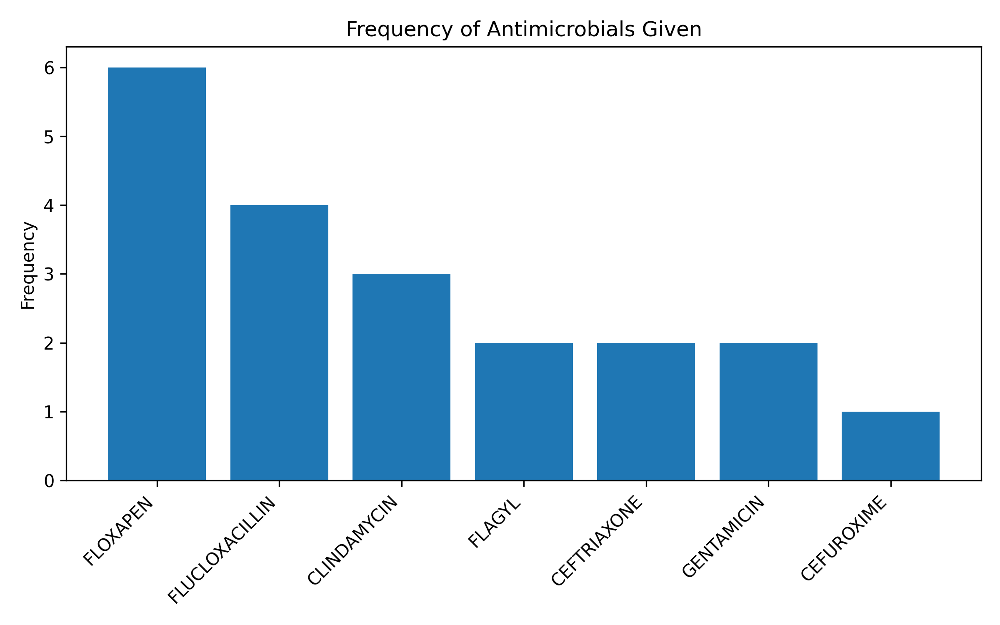 Frequency of Antimicrobials Given
Frequency
6
5
4
3
2
1
0
FLOXAPEN
FLUCLOXACILLIN
CLINDAMYCIN
FLAGYL
CEFTRIAXONE
GENTAMICIN
CEFUROXIME